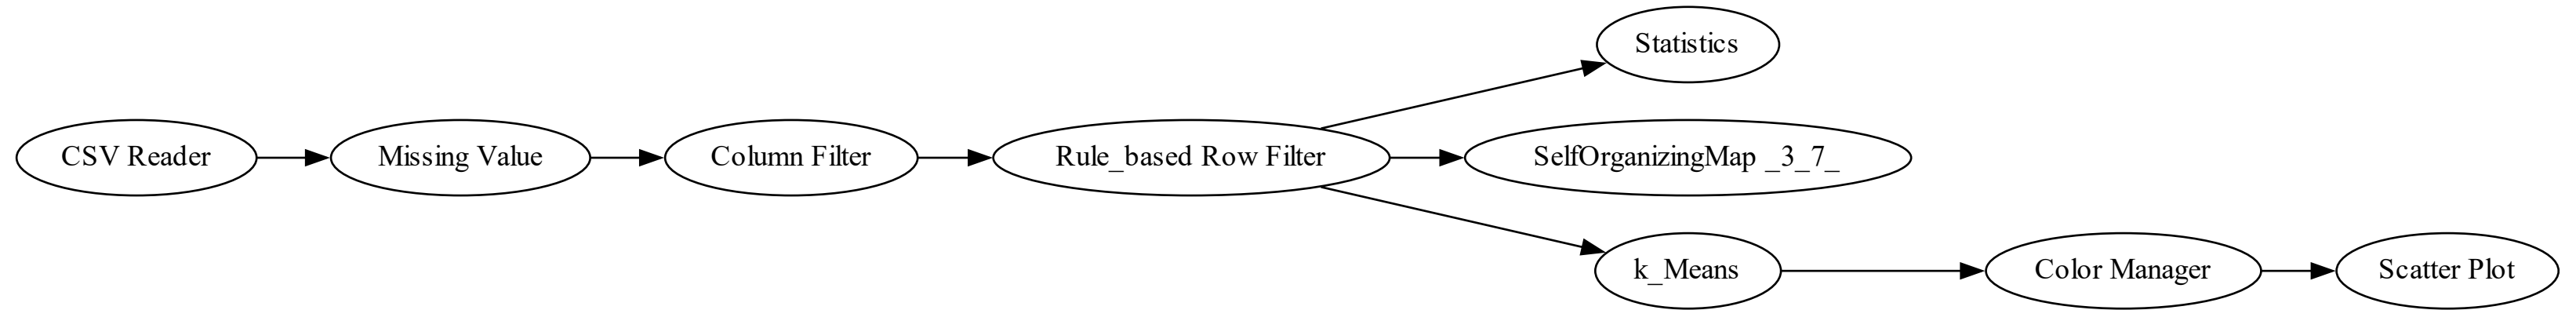 Statistics
CSV Reader
Missing Value
Column Filter
Rule_based Row Filter
SelfOrganizingMap _3_7_
k_Means
Color Manager
Scatter Plot